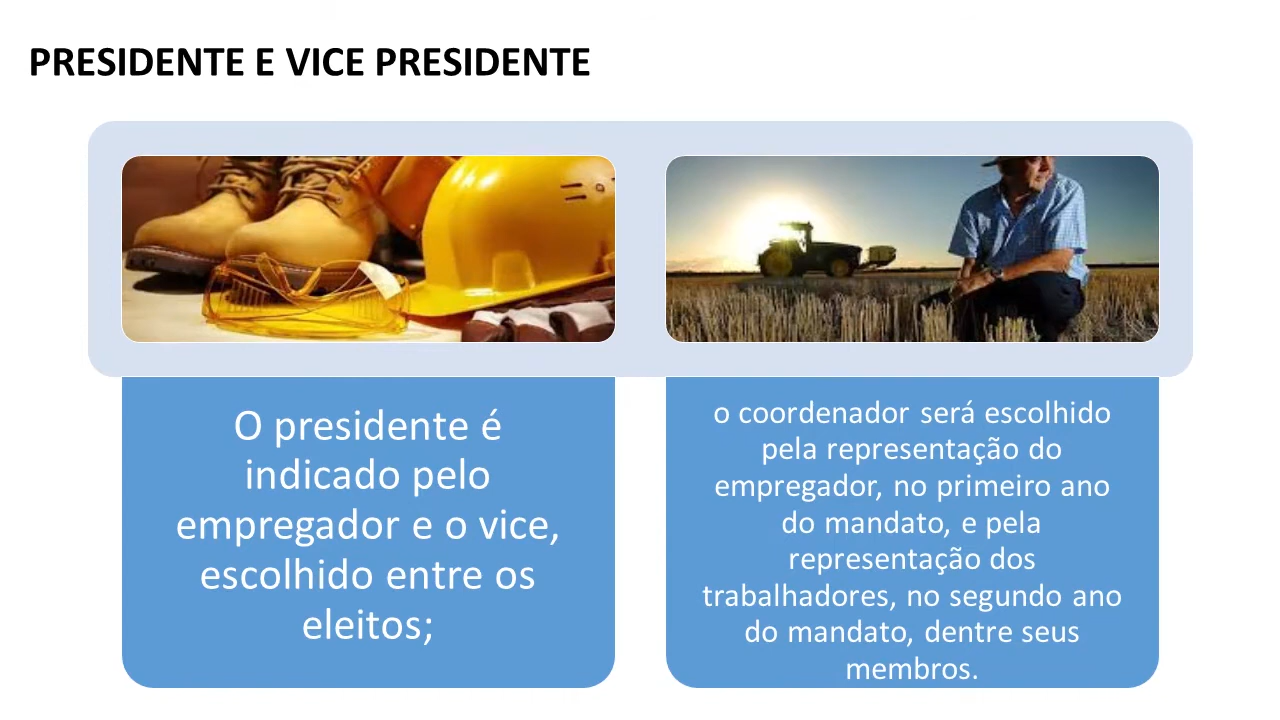 PRESIDENTE E VICE PRESIDENTE
O presidente é
indicado pelo
empregador e o vice,
escolhido entre os
eleitos;
o coordenador será escolhido
pela representação do
empregador, no primeiro ano
do mandato, e pela
representação dos
trabalhadores, no segundo ano
do mandato, dentre seus
membros.